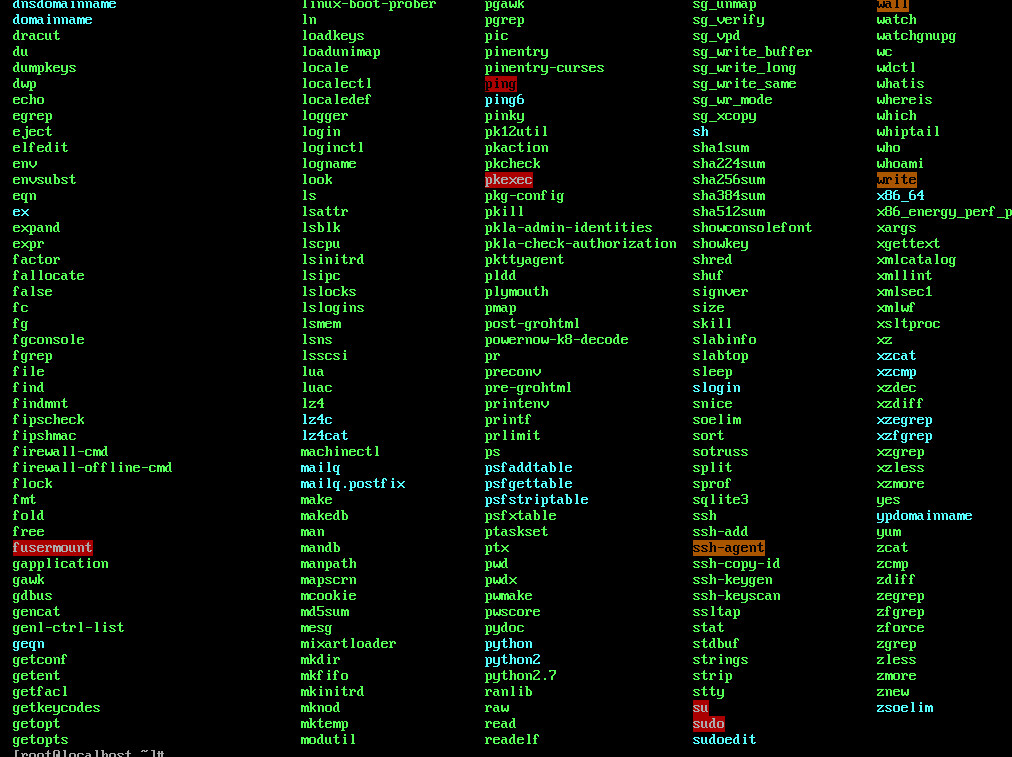 dnsdomainname linux-boot-prober pgawk sg_unmap wall
domainname ln pgrep sg_verify watch
dracut loadkeys pic sg_vpd watchgnupg
du loadunimap pinentry sg_write_buffer wc
dumpkeys locale pinentry-curses sg_write_long wdctl
dwp localectl ping sg_write_same whatis
echo localedef ping6 sg_wr_mode whereis
egrep logger pinky sg_xcopy which
eject login pk12util sh whiptail
elfedit loginctl pkaction sha1sum who
env logname pkcheck sha224sum whoami
envsubst look pkexec sha256sum write
eqn ls pkg-config sha384sum x86_64
ex lsattr pkill sha512sum x86_energy_perf_p
expand lsblk pkla-admin-identities showconsolefont xargs
expr lscpu pkla-check-authorization showkey xgettext
factor lsinitrd pkttyagent shred xmlcatalog
fallocate lsipc pldd shuf xmllint
false lslocks plymouth signver xmlsec1
fc lslogins pmap size xmlwf
fg lsmem post-grohtml skill xsltproc
fgconsole lsns powernow-k8-decode slabinfo xz
fgrep lsscsi pr slabtop xzcat
file lua preconv sleep xzcmp
find luac pre-grohtml slogin xzdec
findmnt lz4 printenv snice xzdiff
fipscheck lz4c printf soelim xzegrep
fipshmac lz4cat prlimit sort xzfgrep
firewall-cmd machinectl ps sotruss xzgrep
firewall-offline-cmd mailq psfaddtable split xzless
flock mailq.postfix psfgettable sprof xzmore
fmt make psfstriptable sqlite3 yes
fold makedb psfxtable ssh ypdomainname
free man ptaskset ssh-add yum
fusermount mandb ptx ssh-agent zcat
gapplication manpath pwd ssh-copy-id zcmp
gawk mapscrn pwdx ssh-keygen zdiff
gdbus mcookie pwmake ssh-keyscan zegrep
gencat md5sum pwscore ssltap zfgrep
genl-ctrl-list mesg pydoc stat zforce
geqn mixartloader python stdbuf zgrep
getconf mkdir python2 strings zless
getent mkfifo python2.7 strip zmore
getfacl mkinitrd ranlib stty znew
getkeycodes mknod raw su zsoelim
getopt mktemp read sudo
getopts modutil readelf sudoedit
[root@localhost ~]#